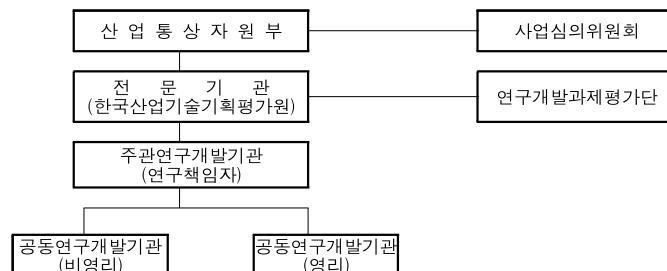 산 업 통 상 자 원 부
사업심의위원회
전 문 기 관
(한국산업기술기획평가원)
연구개발과제평가단
주관연구개발기관
(연구책임자)
공동연구개발기관
(비영리)
공동연구개발기관
(영리)